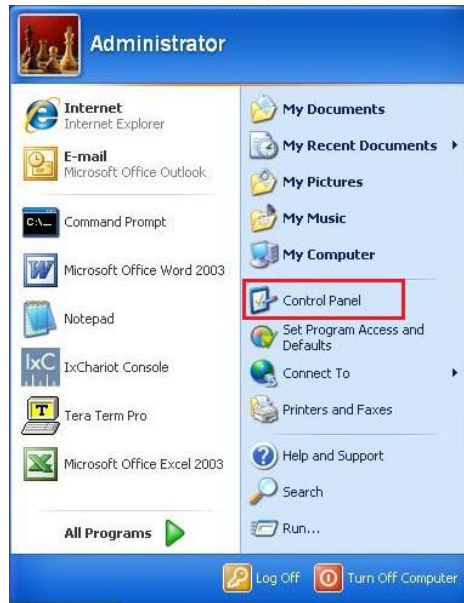 Administrator
Internet
Internet Explorer
E-mail
Microsoft Office Outlook
C:\_
Command Prompt
W
Microsoft Office Word 2003
Notepad
IxC
IxChariot Console
T
Tera Term Pro
X
Microsoft Office Excel 2003
All Programs
My Documents
My Recent Documents
My Pictures
My Music
My Computer
Control Panel
Set Program Access and
Defaults
Connect To
Printers and Faxes
Help and Support
Search
Run...
Log Off
Turn Off Computer